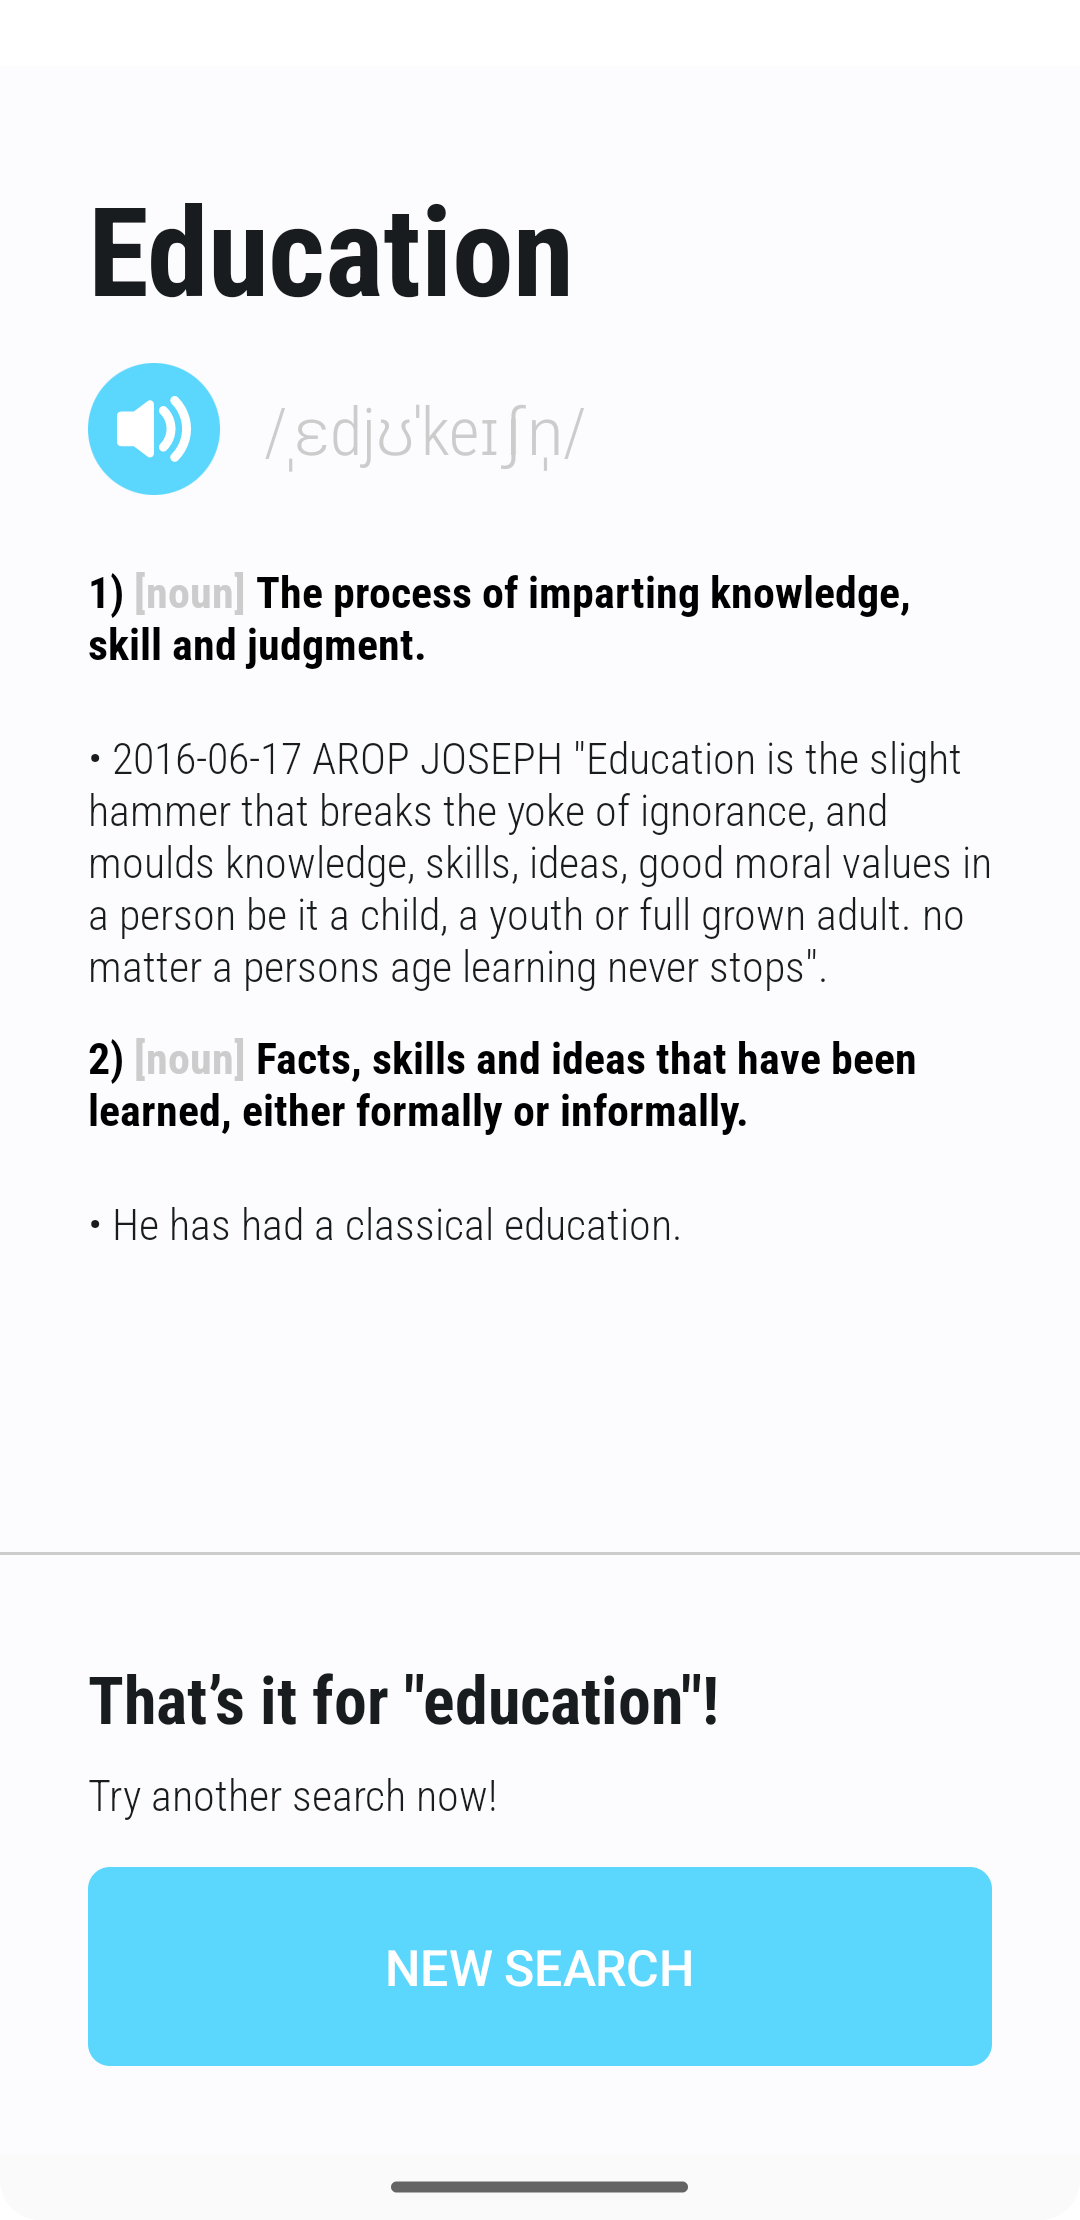 Education
/ˌɛdjʊˈkeɪʃn̩/
1) [noun] The process of imparting knowledge,
skill and judgment.
• 2016-06-17 AROP JOSEPH "Education is the slight
hammer that breaks the yoke of ignorance, and
moulds knowledge, skills, ideas, good moral values in
a person be it a child, a youth or full grown adult. no
matter a persons age learning never stops".
2) [noun] Facts, skills and ideas that have been
learned, either formally or informally.
• He has had a classical education.
That’s it for "education"!
Try another search now!
NEW SEARCH